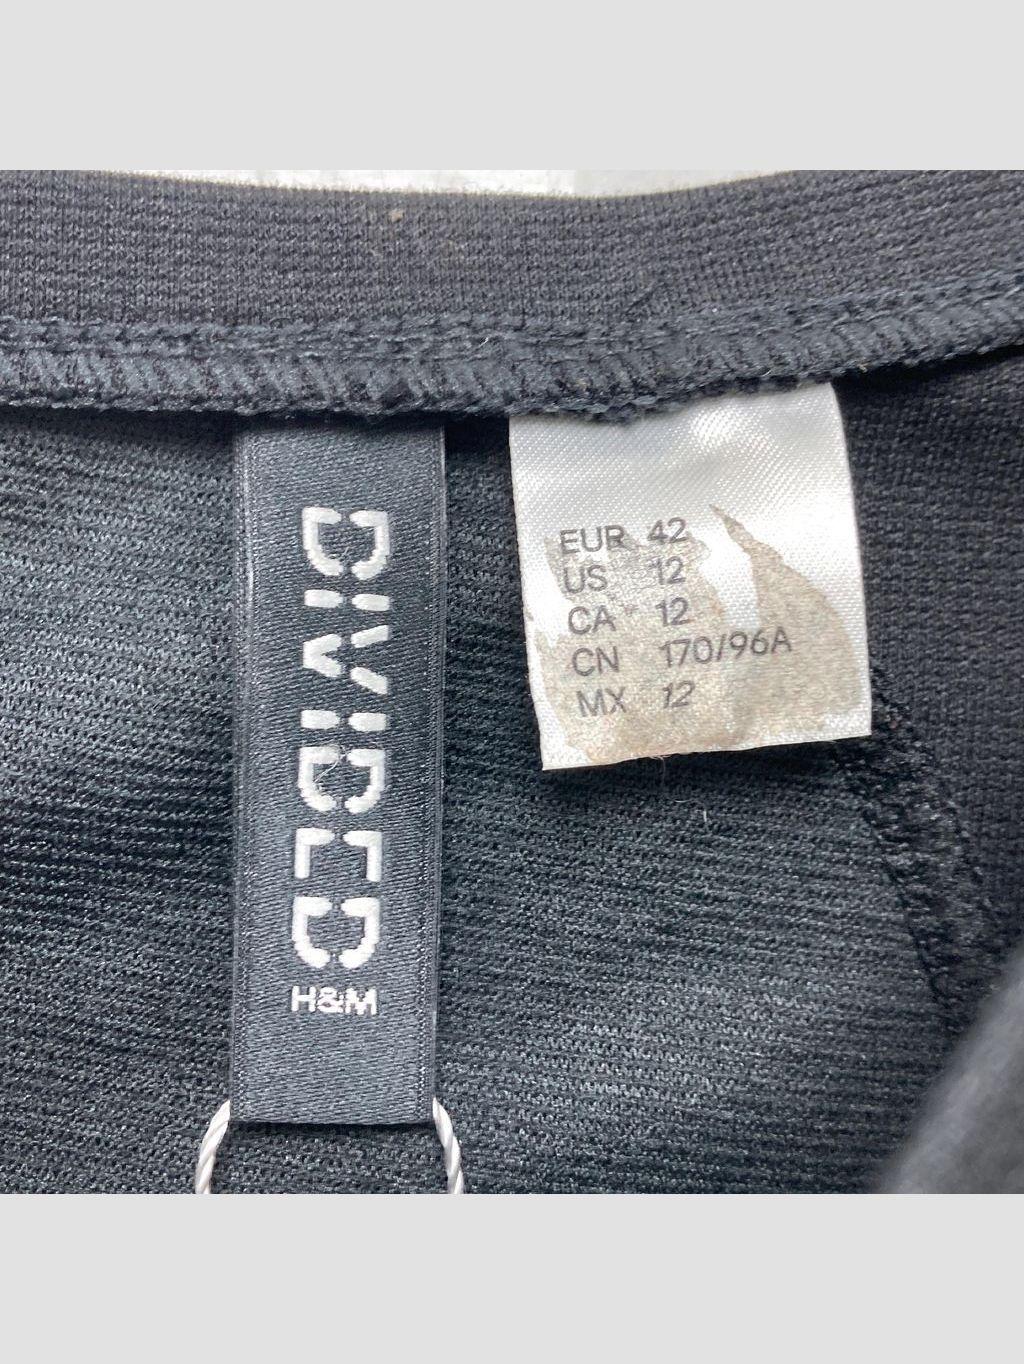 DIVIDED
H&M
EUR 42
US 12
CA 12
CN 170/96A
MX 12